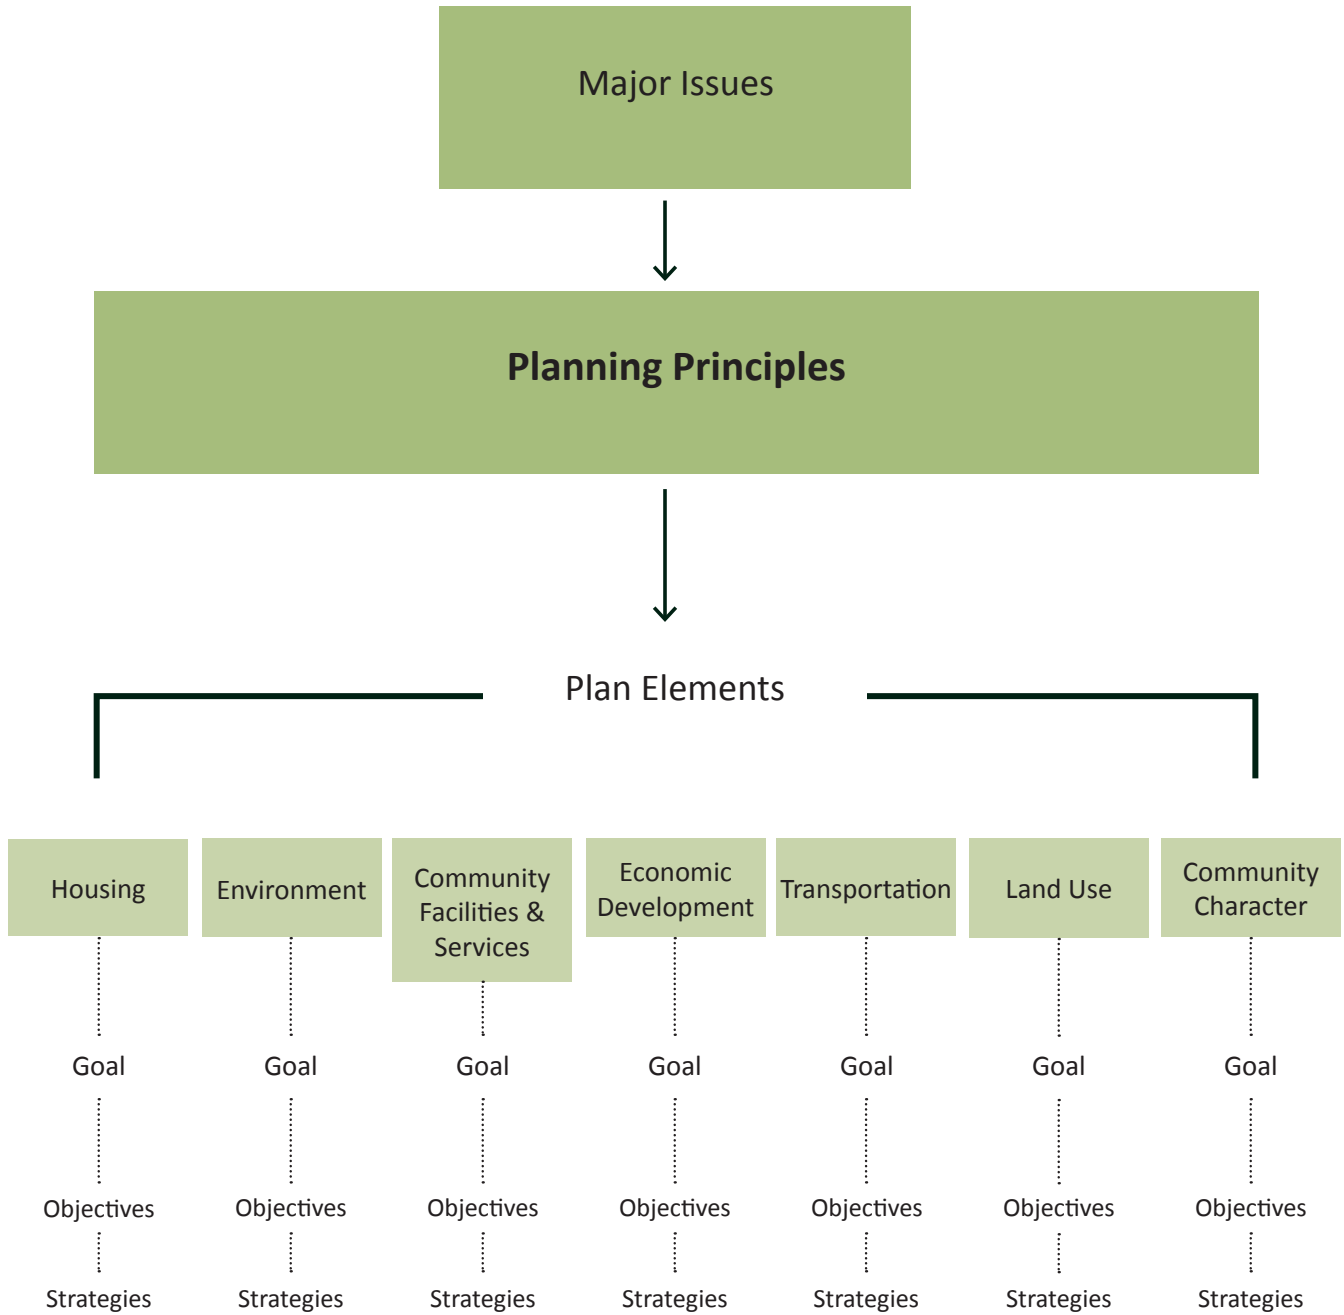 Major Issues
Planning Principles
Plan Elements
Housing
Environment
Community
Facilities &
Services
Economic
Development
Transportation
Land Use
Community
Character
Goal
Goal
Goal
Goal
Goal
Goal
Goal
Objectives
Objectives
Objectives
Objectives
Objectives
Objectives
Objectives
Strategies
Strategies
Strategies
Strategies
Strategies
Strategies
Strategies